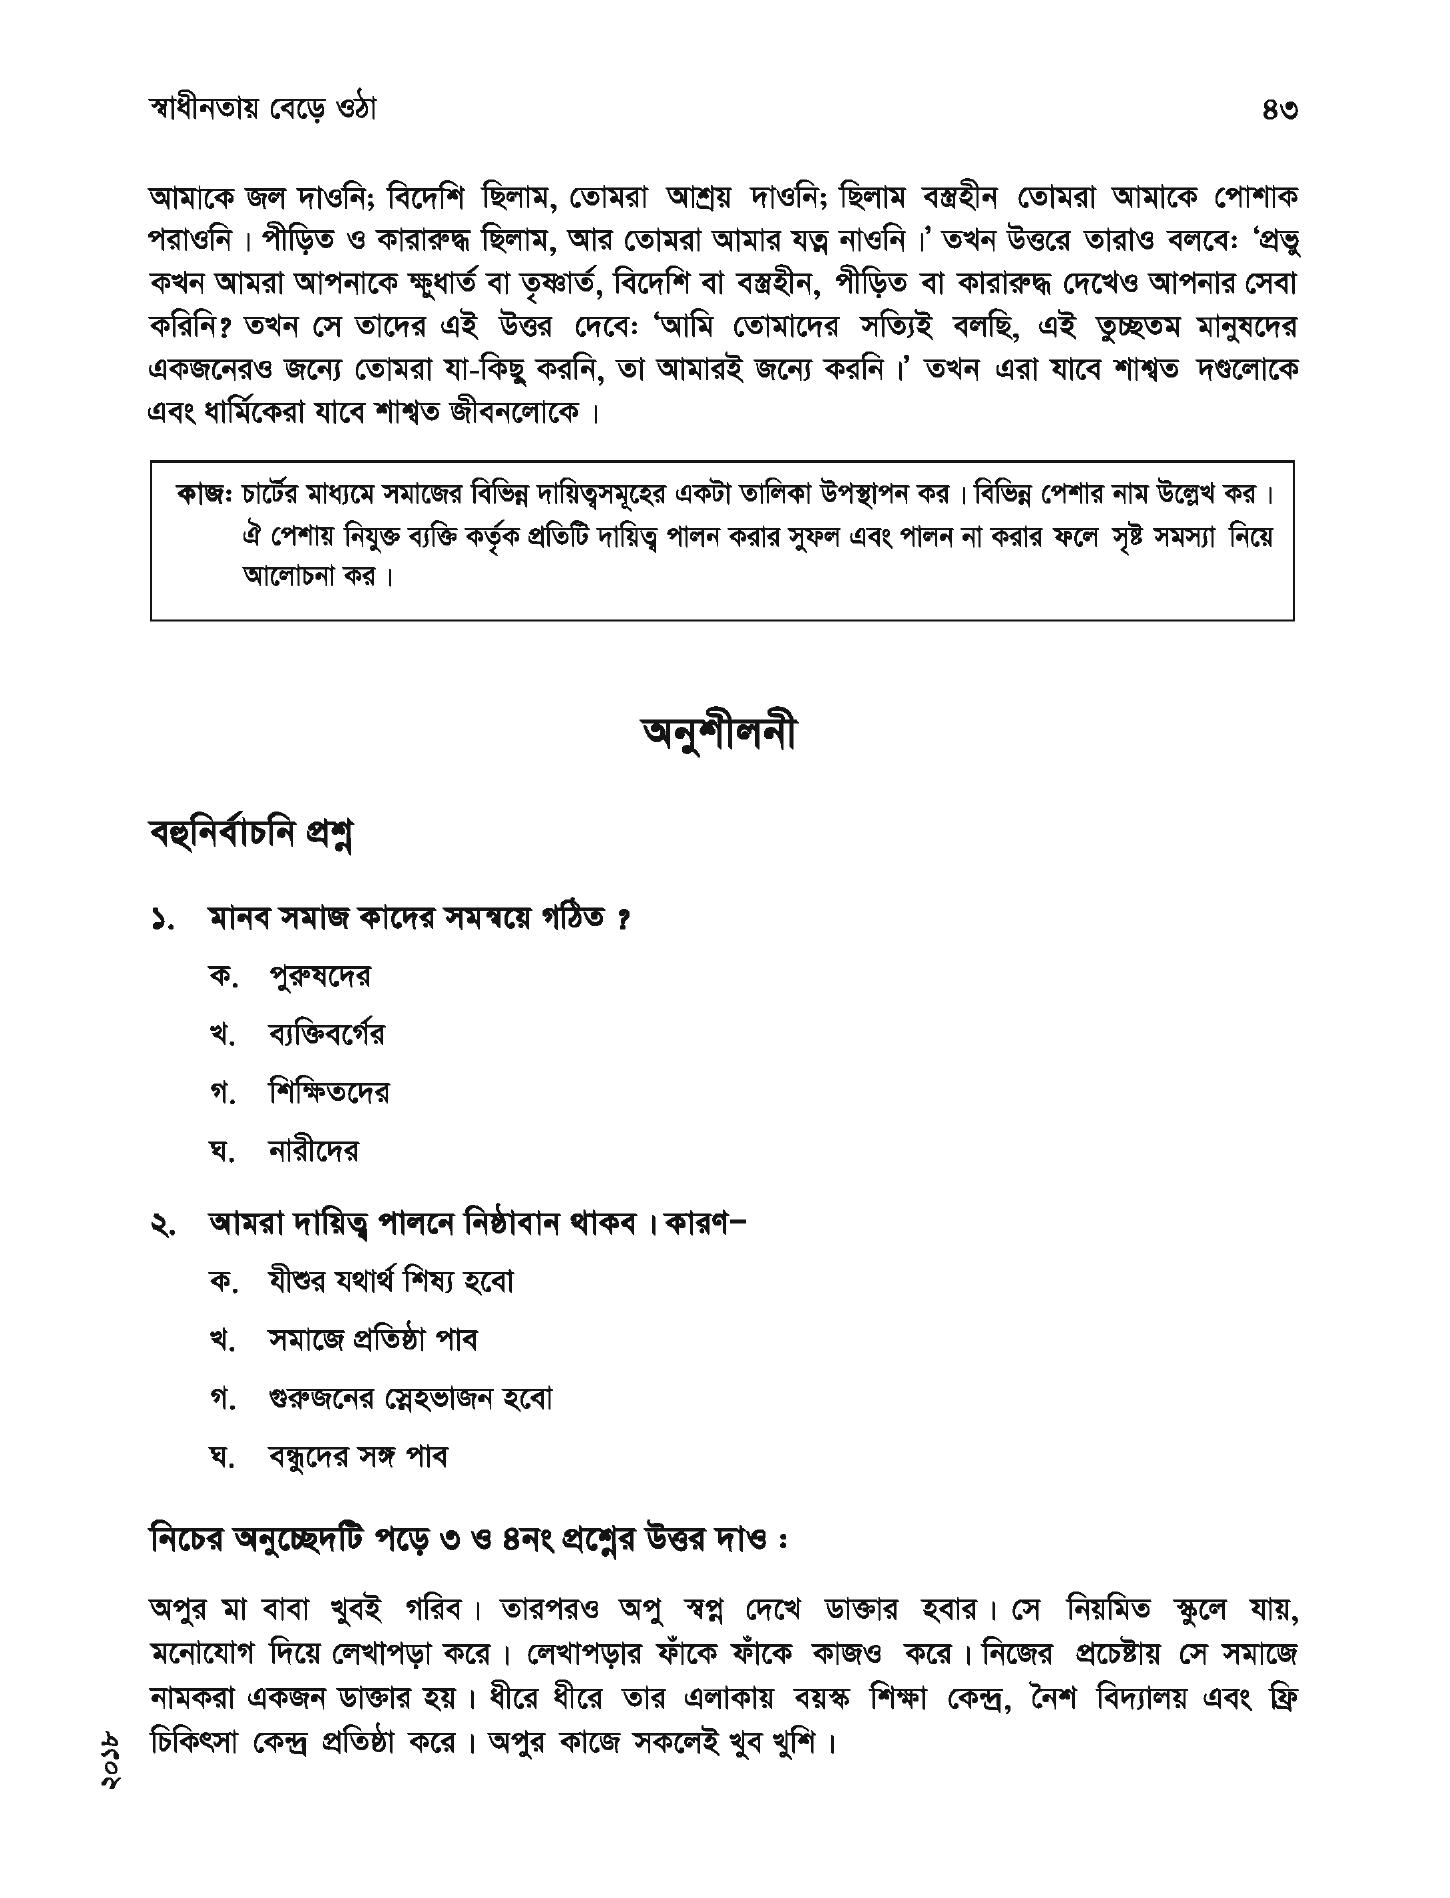 স্বাধীনতায় বেড়ে ওঠা ৪৩
আমাকে জল দাওনি; বিদেশি ছিলাম, তোমরা আশ্রয় দাওনি; ছিলাম বস্ত্রহীন তোমরা আমাকে পোশাক
পরাওনি। পীড়িত ও কারারুদ্ধ ছিলাম, আর তোমরা আমার যত্ন নাওনি।’ তখন উত্তরে তারাও বলবে: ‘প্রভু
কখন আমরা আপনাকে ক্ষুধার্ত বা তৃষ্ণার্ত, বিদেশি বা বস্ত্রহীন, পীড়িত বা কারারুদ্ধ দেখেও আপনার সেবা
করিনি? তখন সে তাদের এই উত্তর দেবে: ‘আমি তোমাদের সত্যিই বলছি, এই তুচ্ছতম মানুষদের
একজনেরও জন্যে তোমরা যা-কিছু করনি, তা আমারই জন্যে করনি।’ তখন এরা যাবে শাশ্বত দণ্ডলোকে
এবং ধার্মিকেরা যাবে শাশ্বত জীবনলোকে।
কাজ: চার্টের মাধ্যমে সমাজের বিভিন্ন দায়িত্বসমূহের একটা তালিকা উপস্থাপন কর। বিভিন্ন পেশার নাম উল্লেখ কর।
ঐ পেশায় নিযুক্ত ব্যক্তি কর্তৃক প্রতিটি দায়িত্ব পালন করার সুফল এবং পালন না করার ফলে সৃষ্ট সমস্যা নিয়ে
আলোচনা কর।
অনুশীলনী
বহুনির্বাচনি প্রশ্ন
১. মানব সমাজ কাদের সমন্বয়ে গঠিত ?
ক. পুরুষদের
খ. ব্যক্তিবর্গের
গ. শিক্ষিতদের
ঘ. নারীদের
২. আমরা দায়িত্ব পালনে নিষ্ঠাবান থাকব। কারণ–
ক. যীশুর যথার্থ শিষ্য হবো
খ. সমাজে প্রতিষ্ঠা পাব
গ. গুরুজনের স্নেহভাজন হবো
ঘ. বন্ধুদের সঙ্গ পাব
নিচের অনুচ্ছেদটি পড়ে ৩ ও ৪নং প্রশ্নের উত্তর দাও :
অপুর মা বাবা খুবই গরিব। তারপরও অপু স্বপ্ন দেখে ডাক্তার হবার। সে নিয়মিত স্কুলে যায়,
মনোযোগ দিয়ে লেখাপড়া করে। লেখাপড়ার ফাঁকে ফাঁকে কাজও করে। নিজের প্রচেষ্টায় সে সমাজে
নামকরা একজন ডাক্তার হয়। ধীরে ধীরে তার এলাকায় বয়স্ক শিক্ষা কেন্দ্র, নৈশ বিদ্যালয় এবং ফ্রি
চিকিৎসা কেন্দ্র প্রতিষ্ঠা করে। অপুর কাজে সকলেই খুব খুশি।
২০১৮